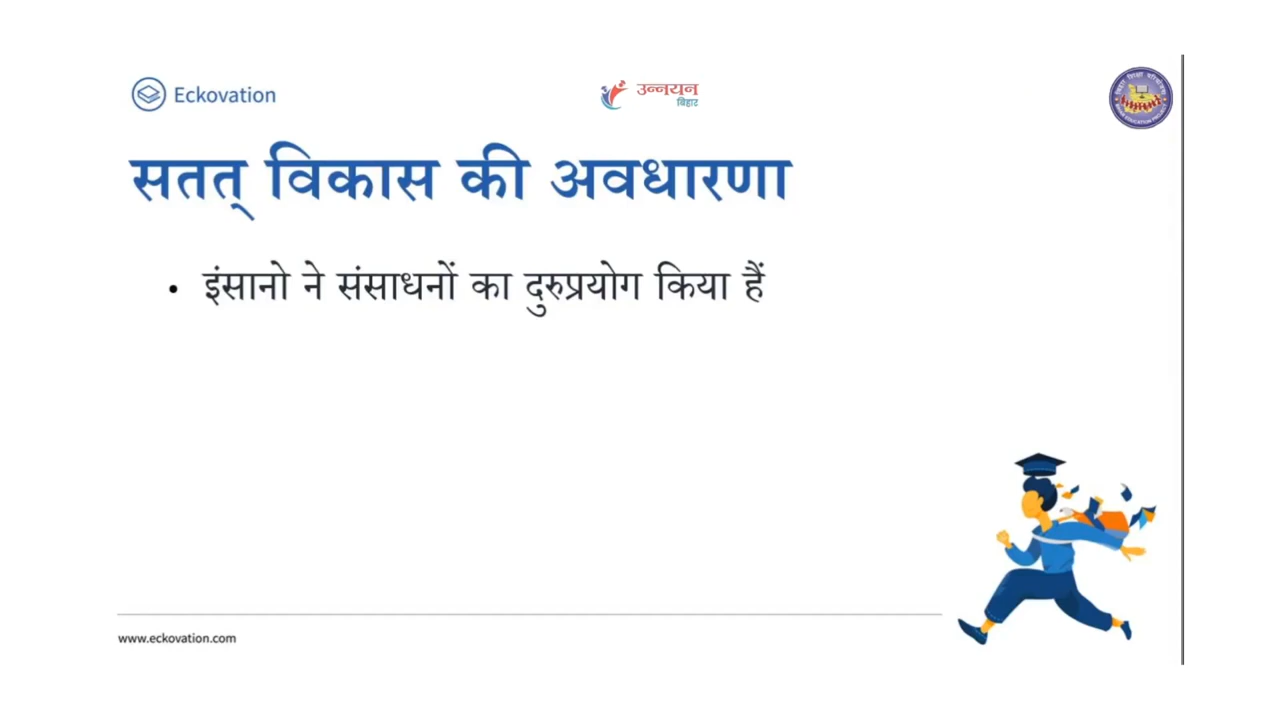 Eckovation
उन्नयन
बिहार
सतत् विकास की अवधारणा
• इंसानो ने संसाधनों का दुरुप्रयोग किया हैं
www.eckovation.com